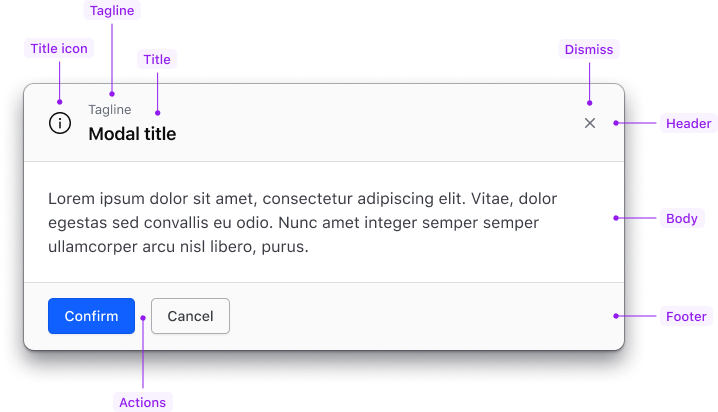 Tagline
Title icon
Title
Dismiss
Tagline
Modal title
Header
Lorem ipsum dolor sit amet, consectetur adipiscing elit. Vitae, dolor
egestas sed convallis eu odio. Nunc amet integer semper semper
ullamcorper arcu nisl libero, purus.
Body
Confirm
Cancel
Footer
Actions